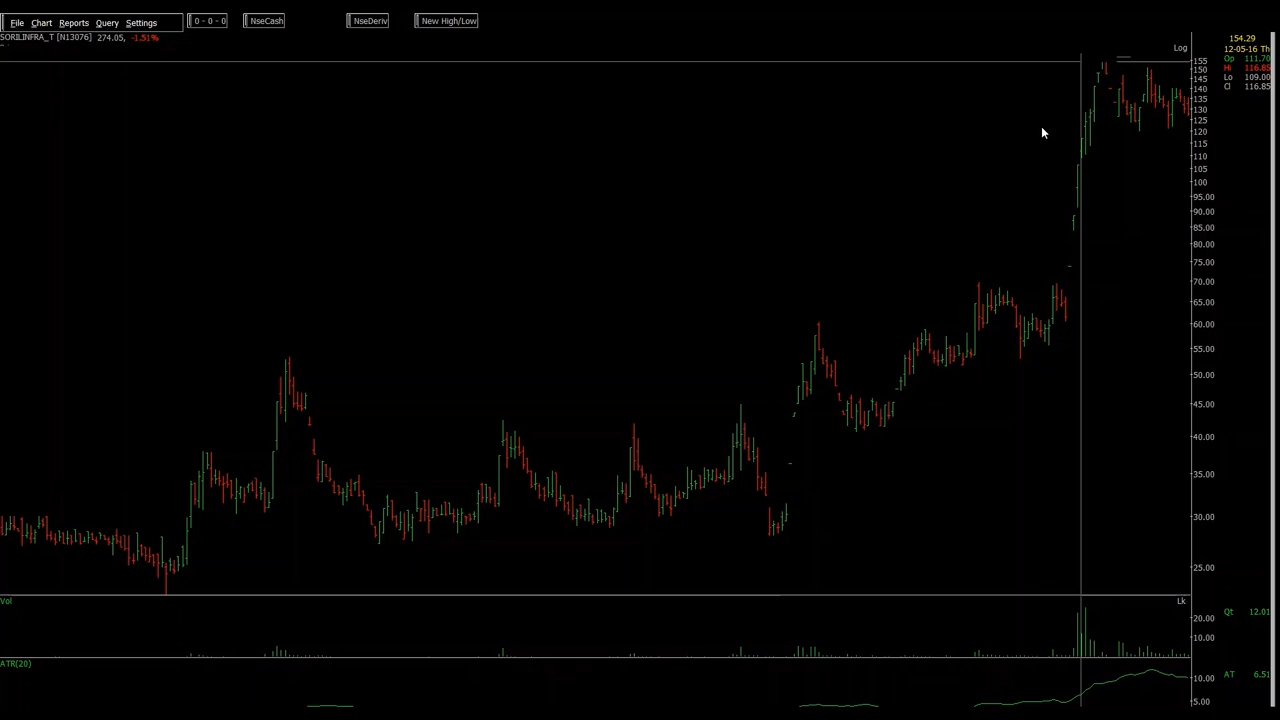 File Chart Reports Query Settings 0 - 0 - 0 NseCash NseDeriv New High/Low
SORILINFRA_T [N13076] 274.05, -1.51%
Log
154.29
12-05-16 Th
Op 111.70
Hi 116.85
Lo 109.00
Cl 116.85
155
150
145
140
135
130
125
120
115
110
105
100
95.00
90.00
85.00
80.00
75.00
70.00
65.00
60.00
55.00
50.00
45.00
40.00
35.00
30.00
25.00
Vol Lk
Qt 12.01
20.00
10.00
ATR(20)
AT 6.51
10.00
5.00